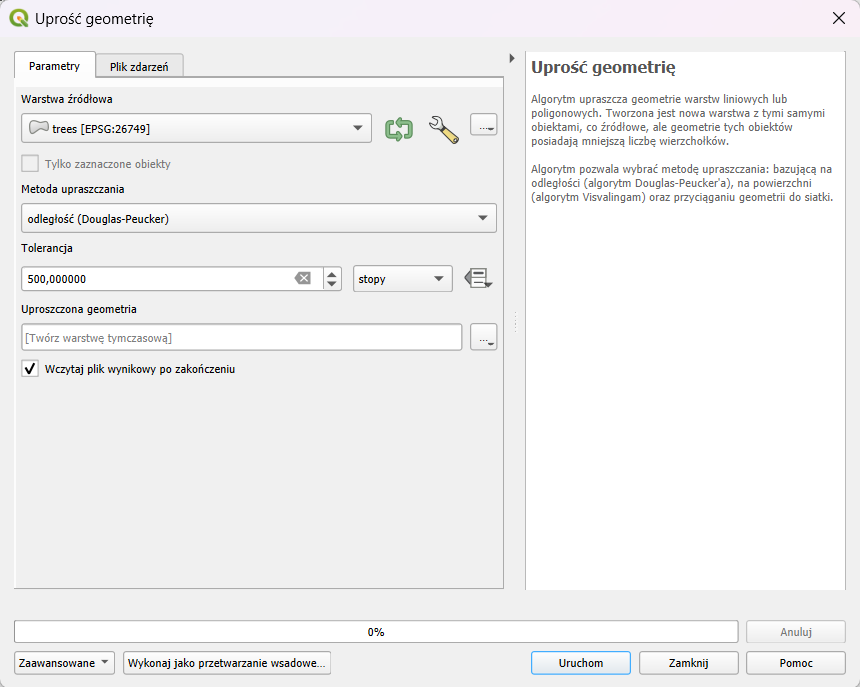 Uprość geometrię
Parametry
Plik zdarzeń
Warstwa źródłowa
trees [EPSG:26749]
...
Tylko zaznaczone obiekty
Metoda upraszczania
odległość (Douglas-Peucker)
Tolerancja
500,000000
stopy
Uproszczona geometria
[Twórz warstwę tymczasową]
...
Wczytaj plik wynikowy po zakończeniu
Uprość geometrię
Algorytm upraszcza geometrie warstw liniowych lub
poligonowych. Tworzona jest nowa warstwa z tymi samymi
obiektami, co źródłowe, ale geometrie tych obiektów
posiadają mniejszą liczbę wierzchołków.
Algorytm pozwala wybrać metodę upraszczania: bazującą na
odległości (algorytm Douglas-Peucker'a), na powierzchni
(algorytm Visvalingam) oraz przyciąganiu geometrii do siatki.
0%
Anuluj
Zaawansowane
Wykonaj jako przetwarzanie wsadowe...
Uruchom
Zamknij
Pomoc